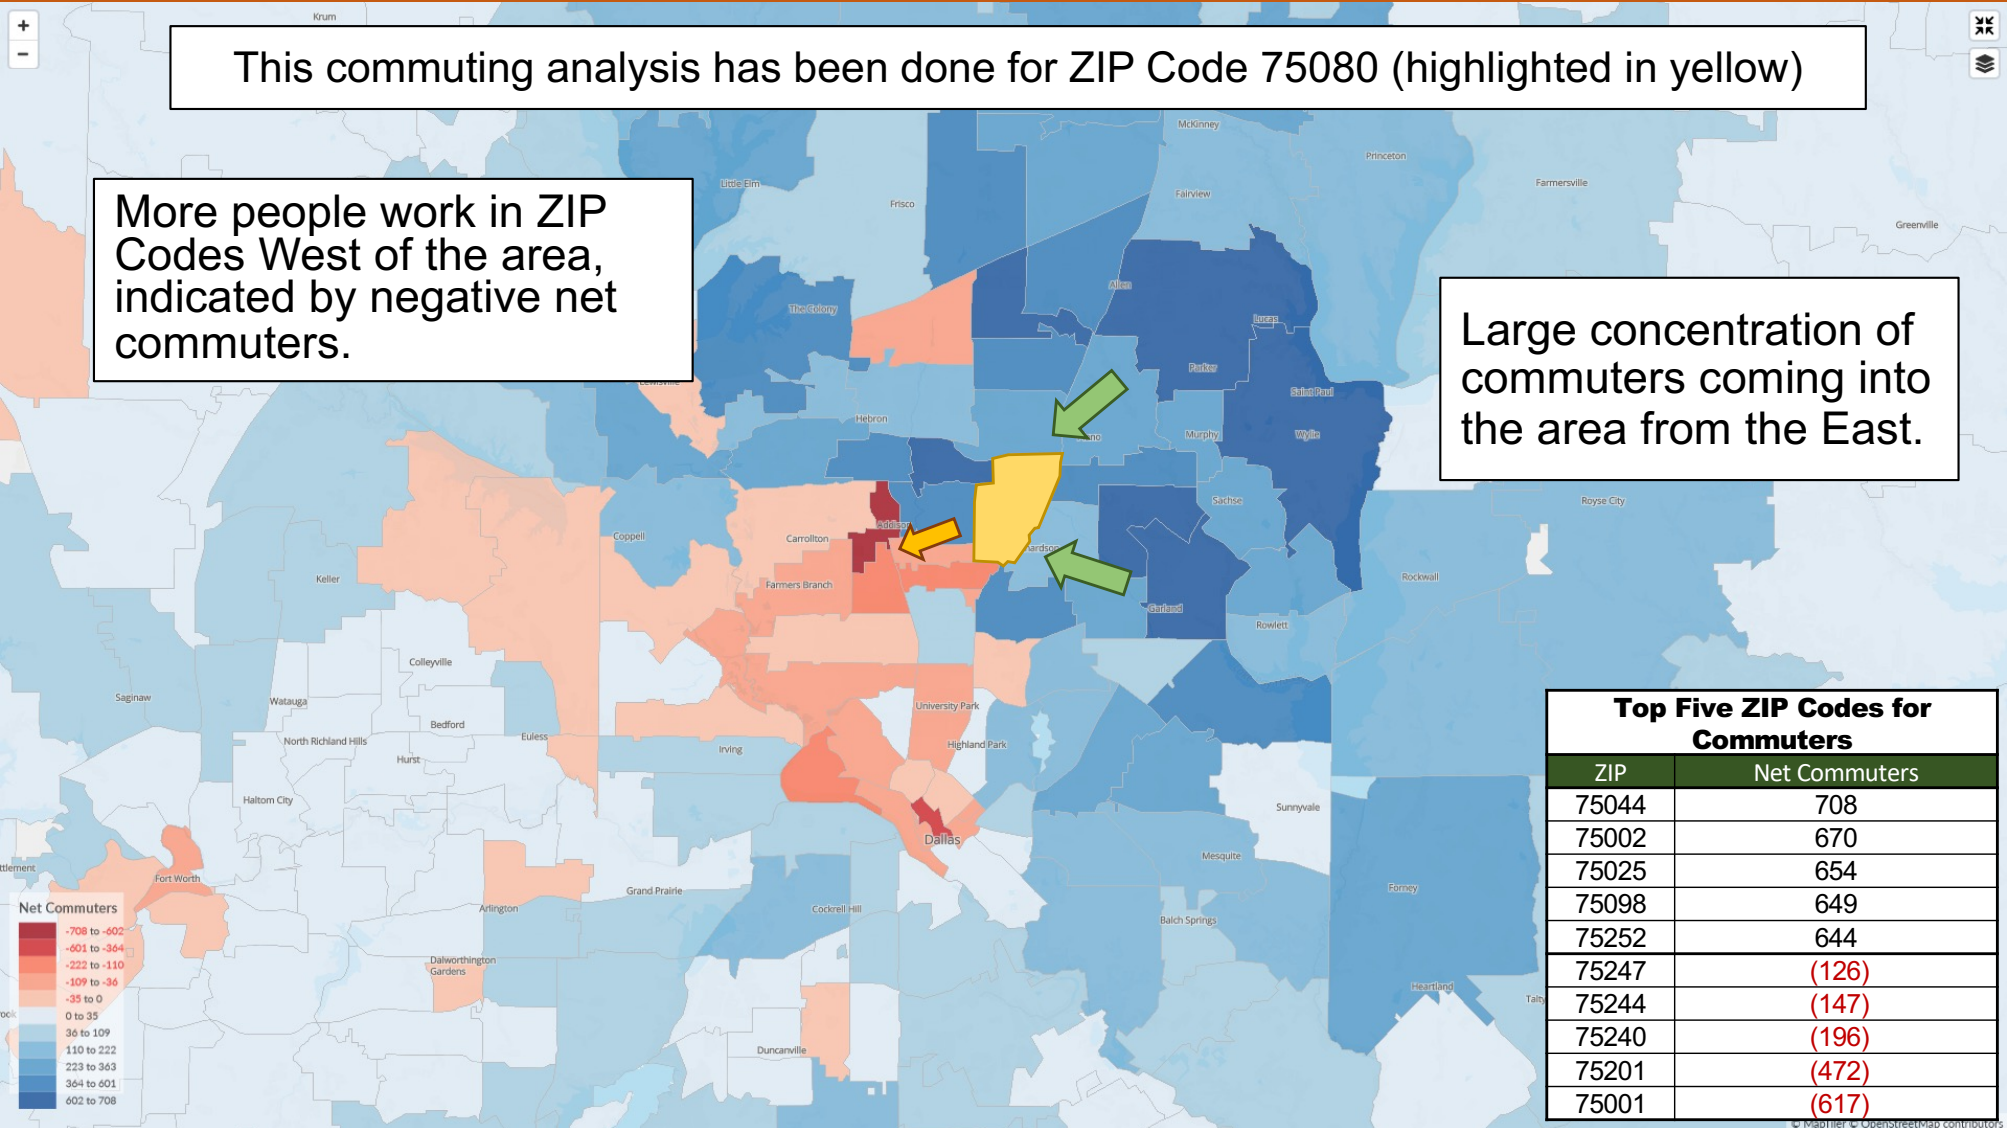 This commuting analysis has been done for ZIP Code 75080 (highlighted in yellow)
More people work in ZIP
Codes West of the area,
indicated by negative net
commuters.
Large concentration of
commuters coming into
the area from the East.
+
−
Krum
McKinney
Princeton
Little Elm
Fairview
Farmersville
Frisco
Greenville
Allen
The Colony
Lucas
Parker
Saint Paul
Lewisville
Hebron
Murphy
Wylie
Sachse
Royse City
Addison
Coppell
Carrollton
Keller
Farmers Branch
Rockwall
Garland
Rowlett
Colleyville
Saginaw
Watauga
University Park
Bedford
Euless
North Richland Hills
Highland Park
Irving
Hurst
Haltom City
Sunnyvale
Dallas
Mesquite
Fort Worth
Grand Prairie
Forney
Arlington
Cockrell Hill
Balch Springs
Dalworthington
Gardens
Heartland
Talty
Duncanville
Net Commuters
-708 to -602
-601 to -364
-222 to -110
-109 to -36
-35 to 0
0 to 35
36 to 109
110 to 222
223 to 363
364 to 601
602 to 708
Top Five ZIP Codes for
Commuters
ZIP Net Commuters
75044 708
75002 670
75025 654
75098 649
75252 644
75247 (126)
75244 (147)
75240 (196)
75201 (472)
75001 (617)
© MapTiler © OpenStreetMap contributors